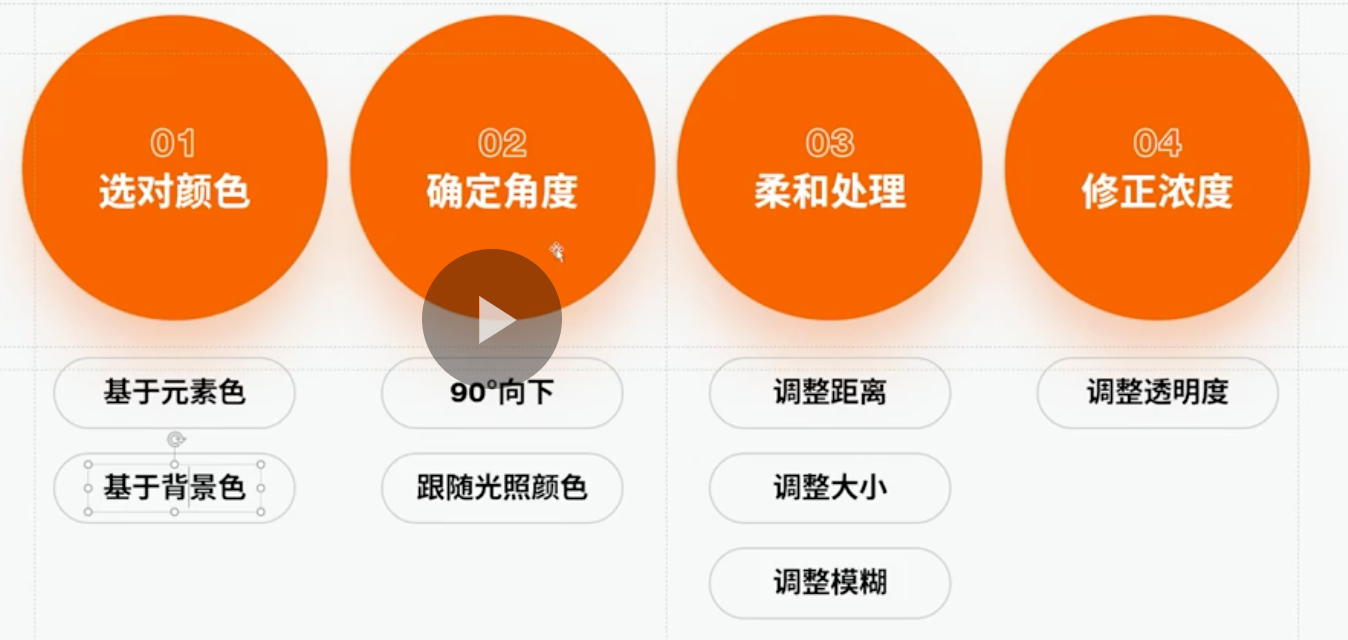 01
选对颜色
02
确定角度
03
柔和处理
04
修正浓度
基于元素色
90°向下
调整距离
调整透明度
基于背景色
跟随光照颜色
调整大小
调整模糊